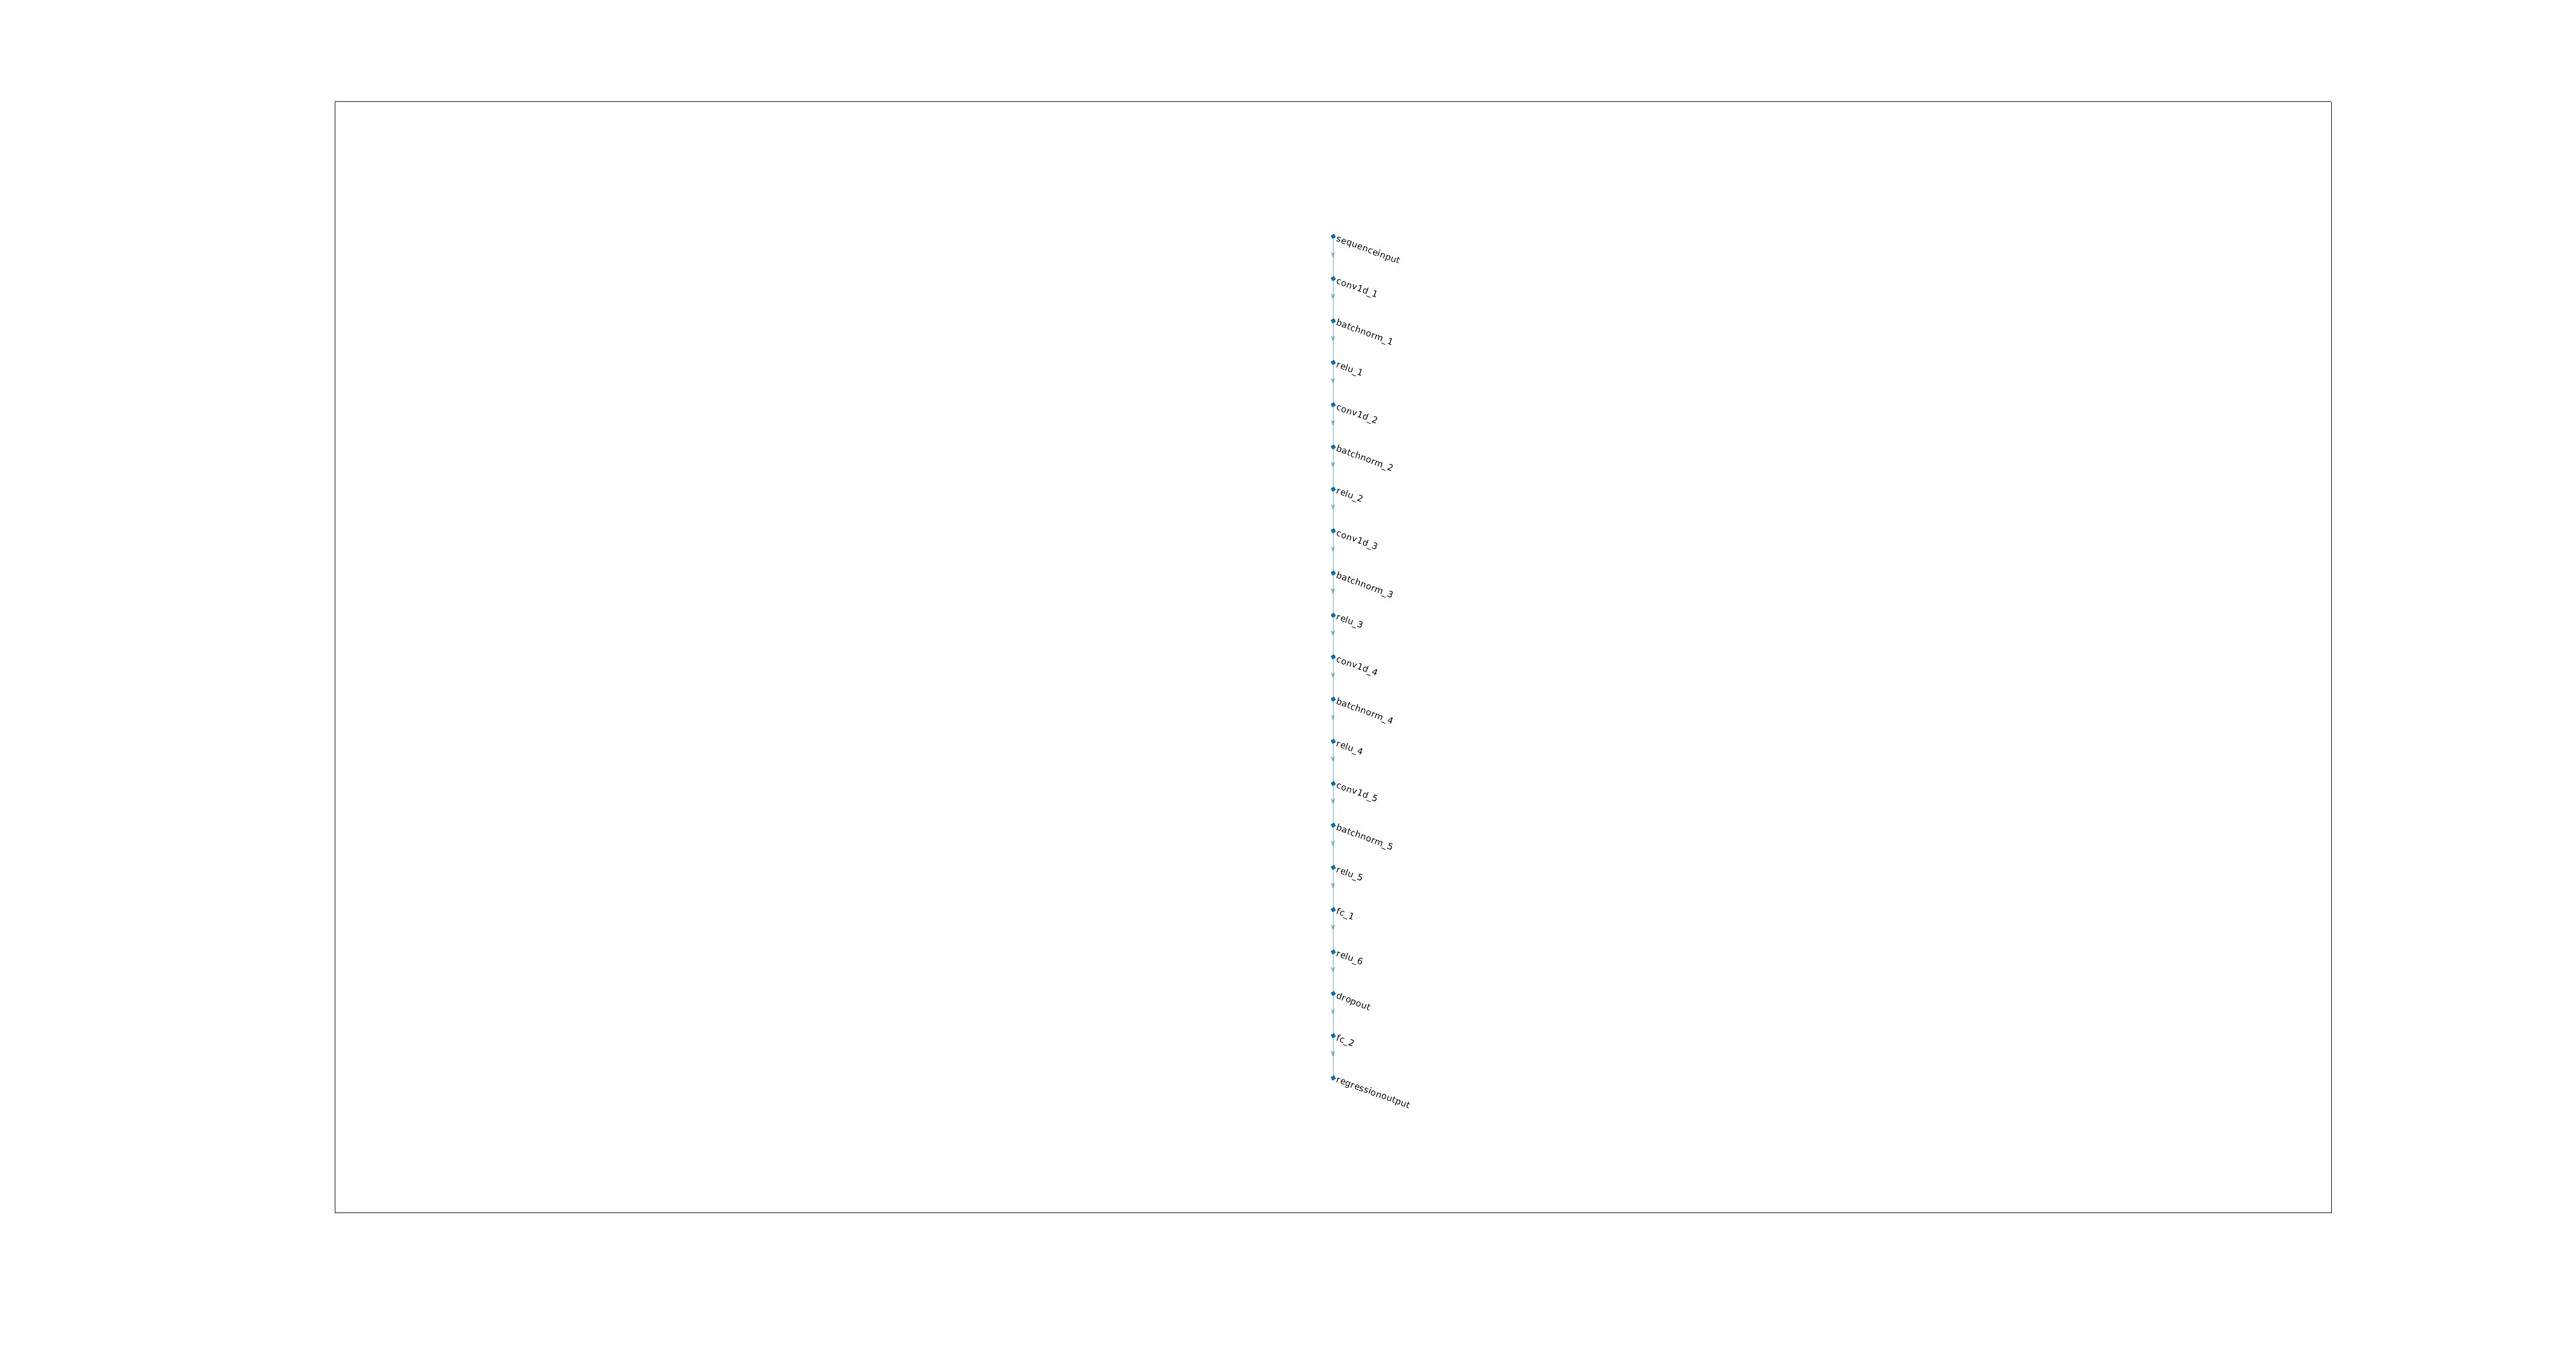 sequenceinput
conv1d_1
batchnorm_1
relu_1
conv1d_2
batchnorm_2
relu_2
conv1d_3
batchnorm_3
relu_3
conv1d_4
batchnorm_4
relu_4
conv1d_5
batchnorm_5
relu_5
fc_1
relu_6
dropout
fc_2
regressionoutput